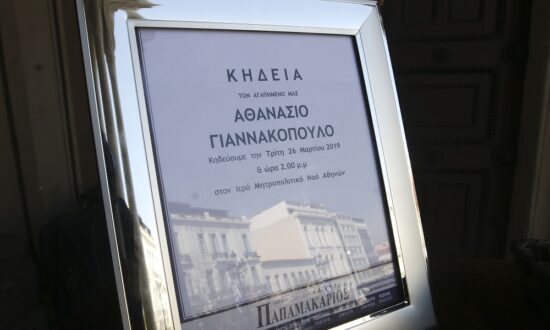 ΚΗΔΕΙΑ
ΤΟΝ ΑΓΑΠΗΜΕΝΟ ΜΑΣ
ΑΘΑΝΑΣΙΟ
ΓΙΑΝΝΑΚΟΠΟΥΛΟ
Κηδεύουμε την Τρίτη 26 Μαρτίου 2019
& ώρα 2.00 μ.μ
στον Ιερό Μητροπολιτικό Ναό Αθηνών
ΠΑΠΑΜΑΚΑΡΙΟΣ